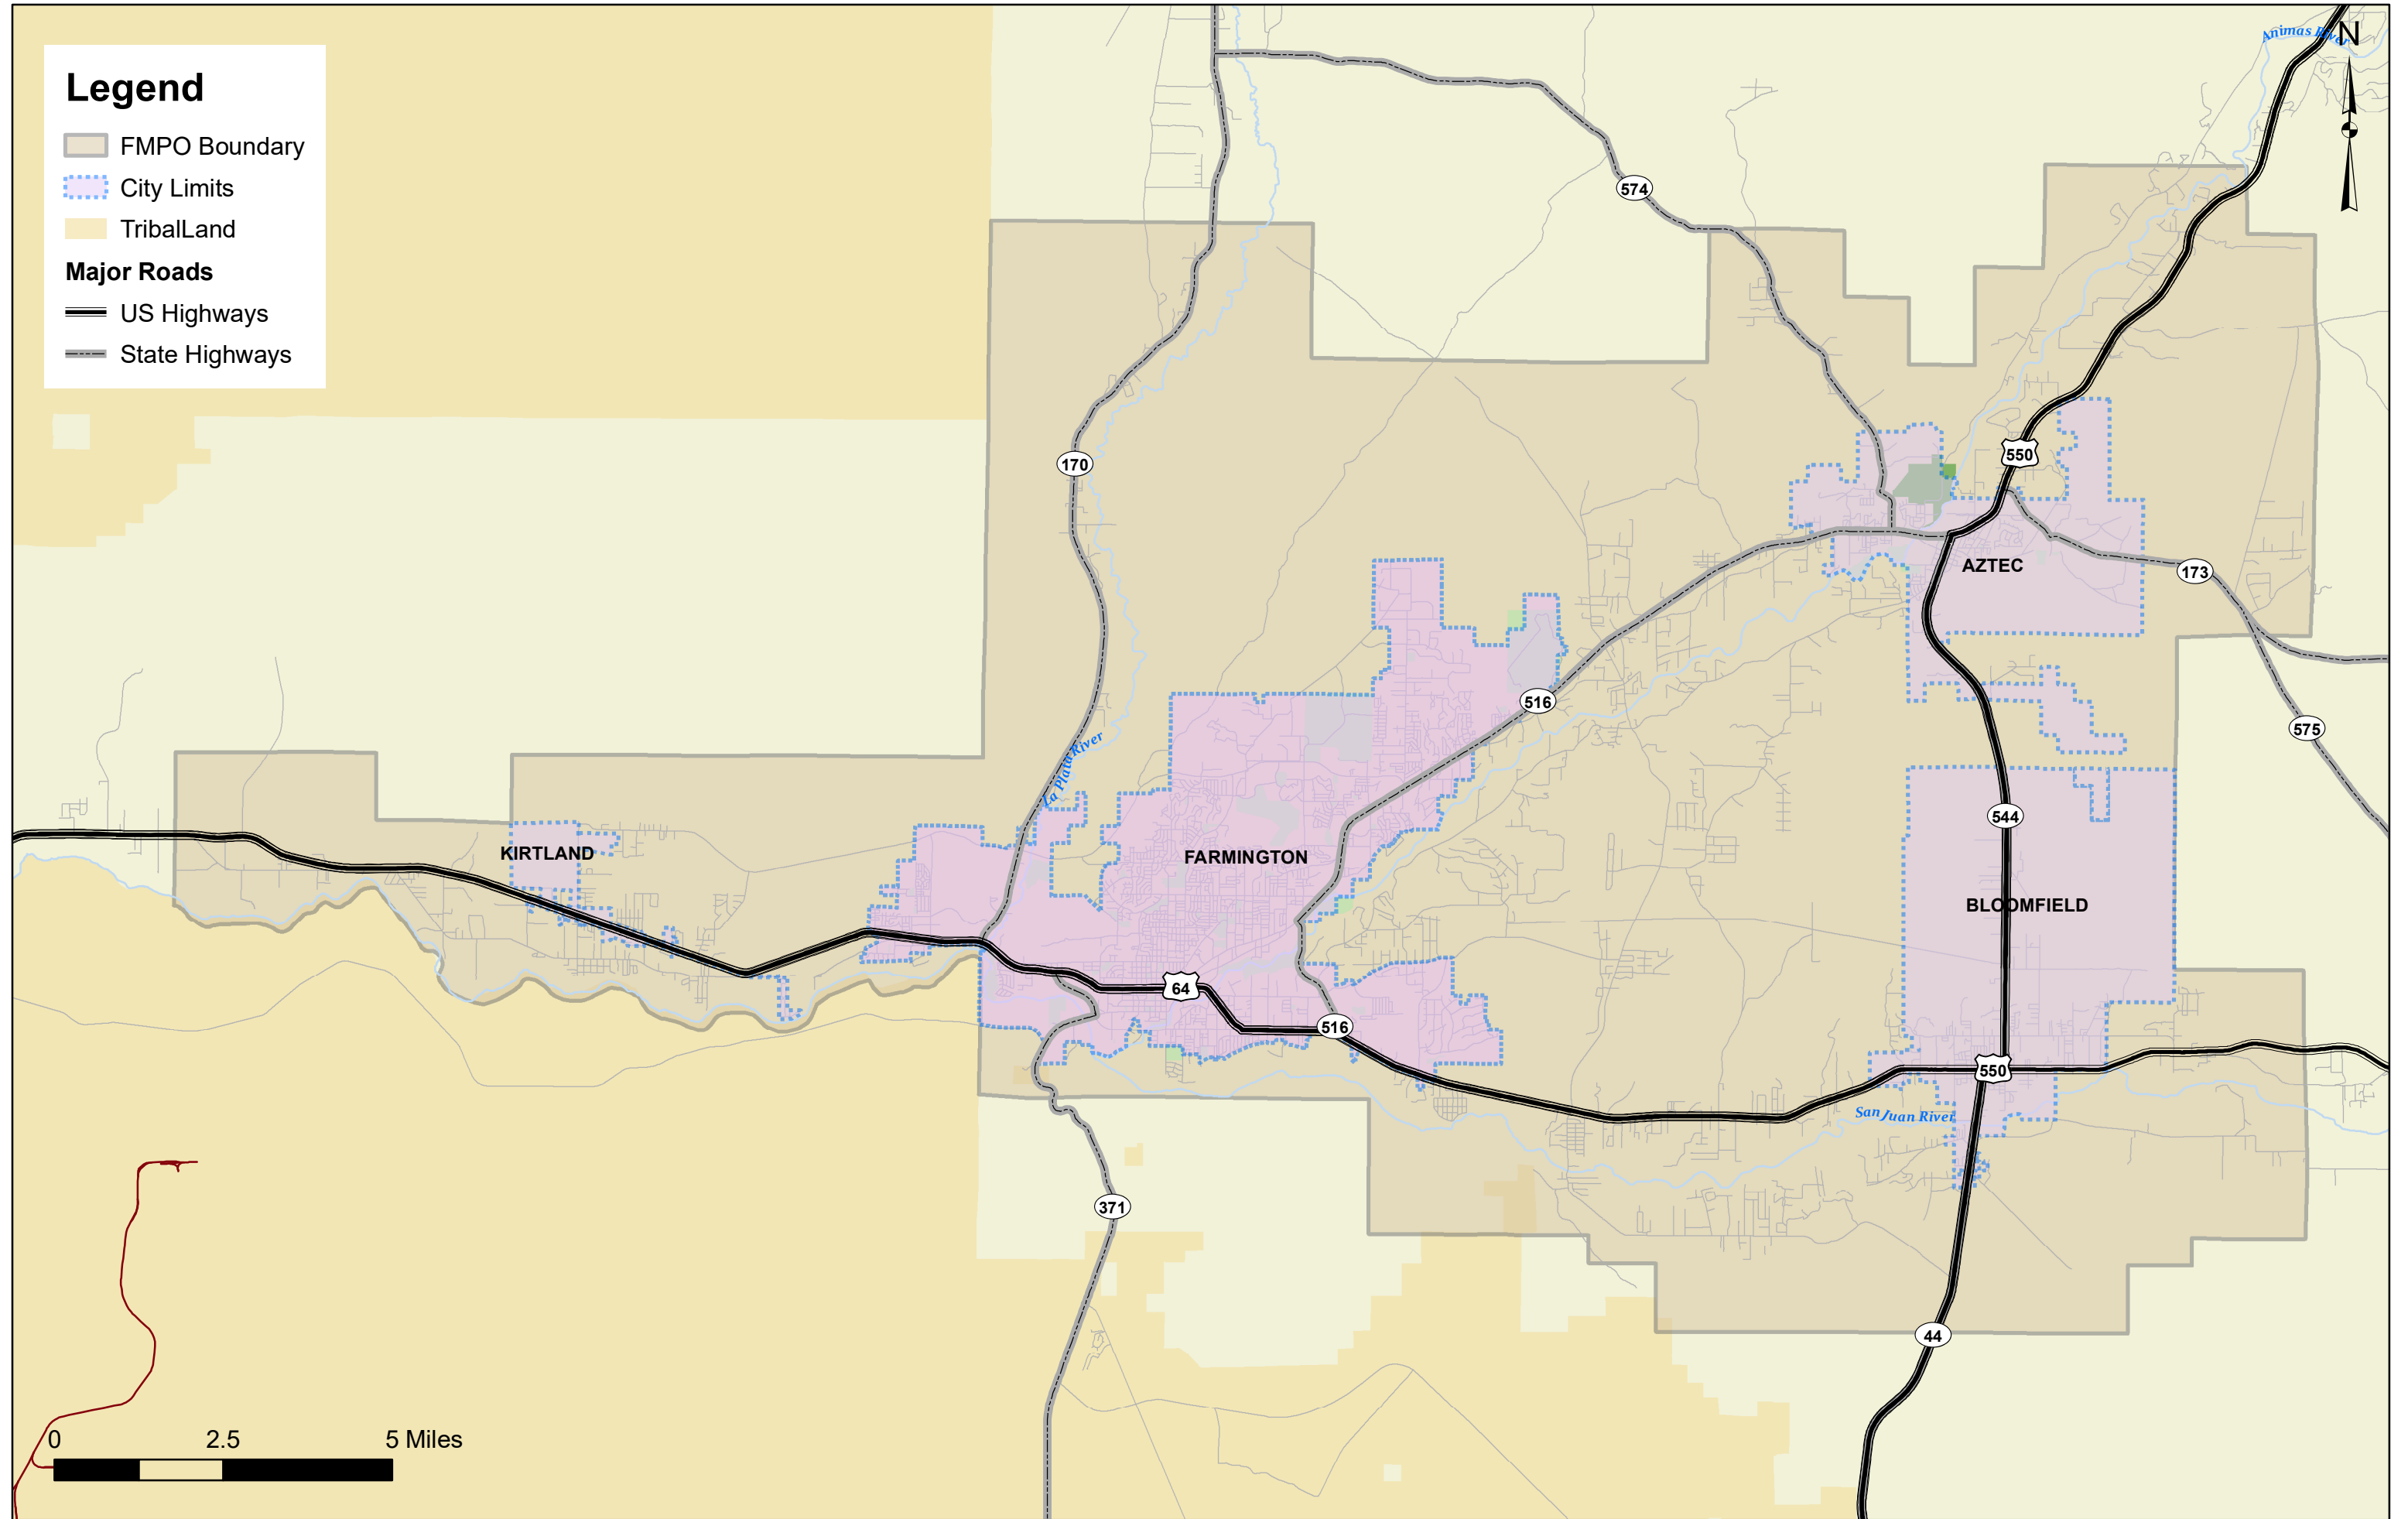 Legend
FMPO Boundary
City Limits
TribalLand
Major Roads
US Highways
State Highways
Animas River
N
574
170
550
AZTEC
173
516
575
La Plata River
544
KIRTLAND
FARMINGTON
BLOOMFIELD
64
516
550
San Juan River
371
44
0 2.5 5 Miles